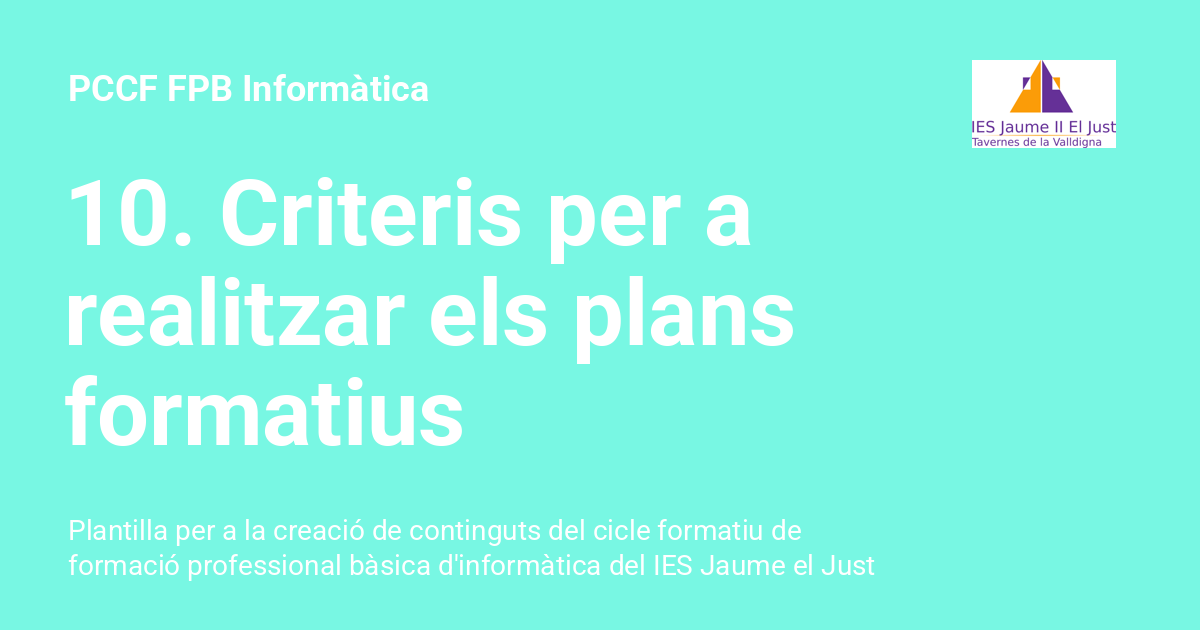 PCCF FPB Informàtica
IES Jaume II El Just
Tavernes de la Valldigna
10. Criteris per a
realitzar els plans
formatius
Plantilla per a la creació de continguts del cicle formatiu de
formació professional bàsica d'informàtica del IES Jaume el Just